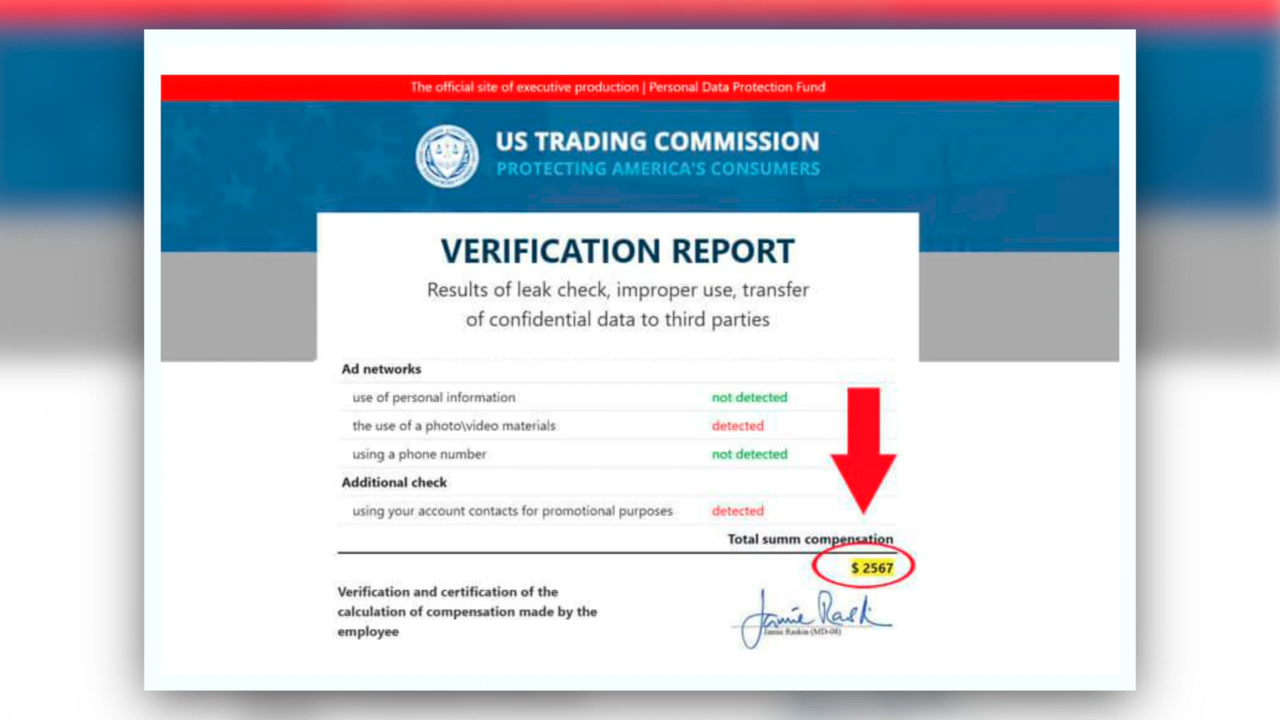 The official site of executive production | Personal Data Protection Fund
US TRADING COMMISSION
PROTECTING AMERICA'S CONSUMERS
VERIFICATION REPORT
Results of leak check, improper use, transfer
of confidential data to third parties
Ad networks
use of personal information not detected
the use of a photo\video materials detected
using a phone number not detected
Additional check
using your account contacts for promotional purposes detected
Total summ compensation
$ 2567
Verification and certification of the
calculation of compensation made by the
employee
Jamie Raskin (MD-08)